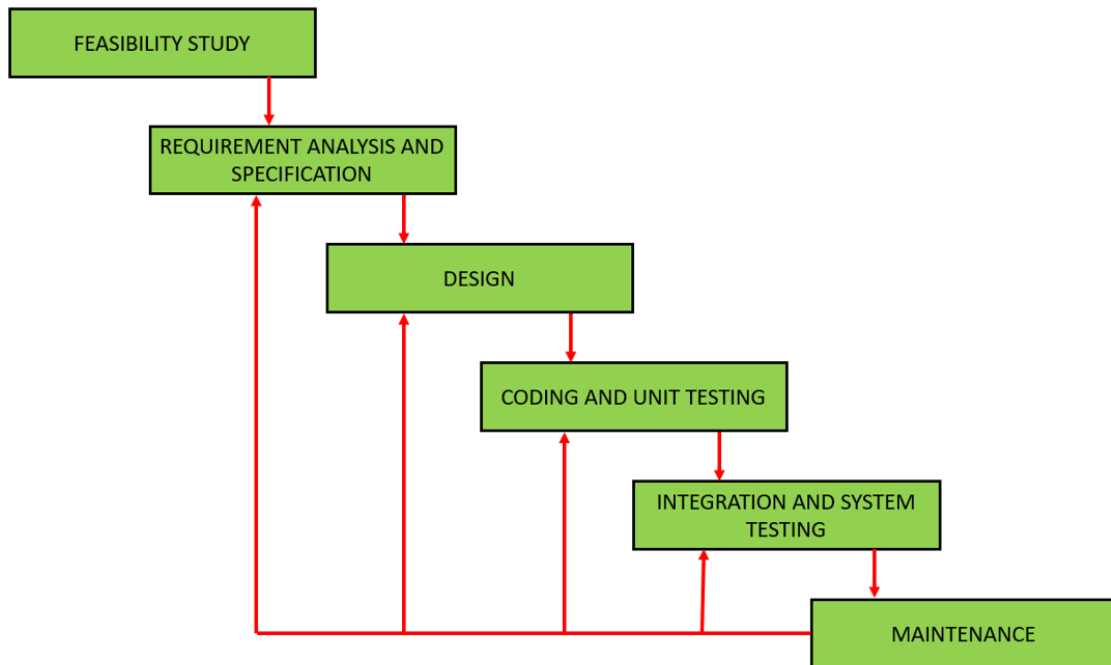 FEASIBILITY STUDY
REQUIREMENT ANALYSIS AND
SPECIFICATION
DESIGN
CODING AND UNIT TESTING
INTEGRATION AND SYSTEM
TESTING
MAINTENANCE